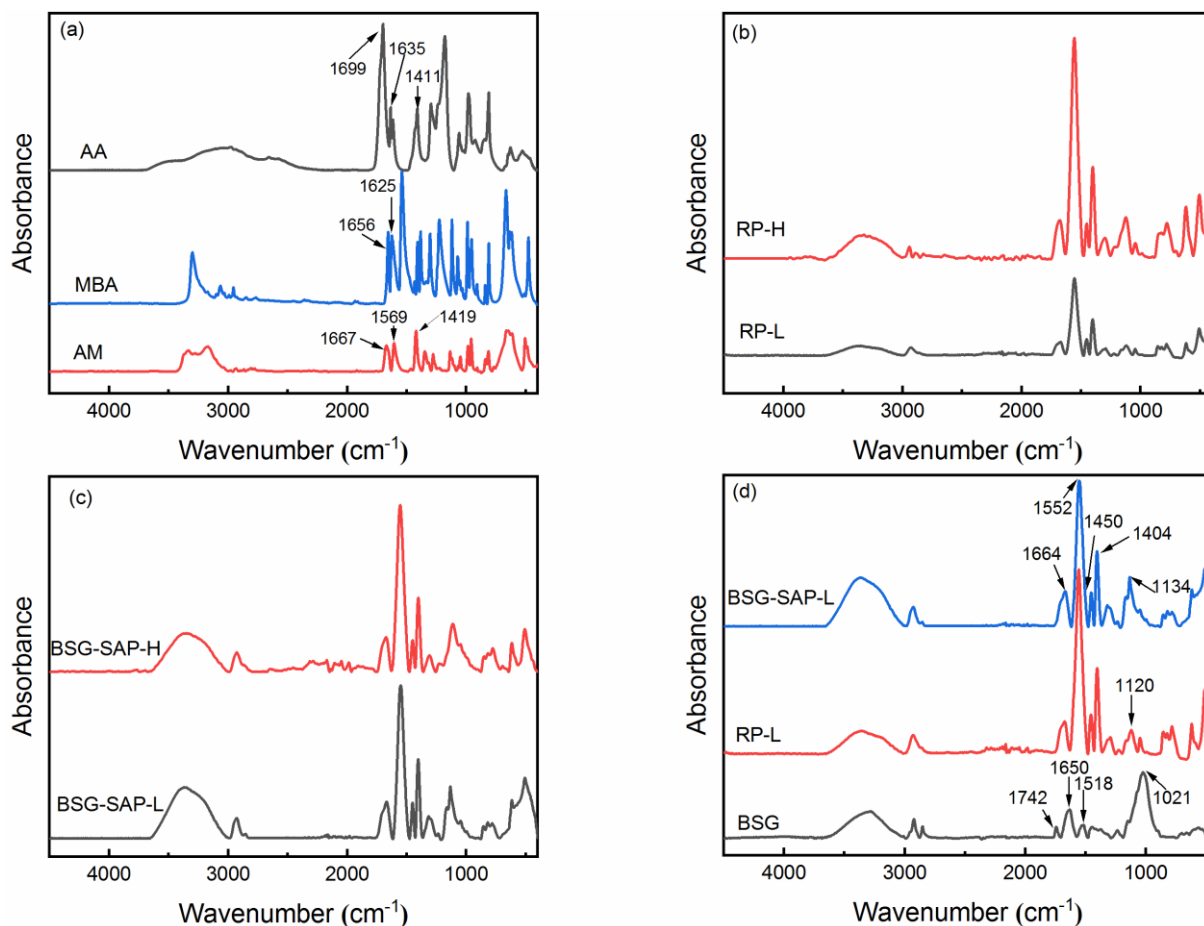 (a)
1699
1635
1411
AA
1625
1656
MBA
1569
1419
1667
AM
4000 3000 2000 1000
Wavenumber (cm-1)
Absorbance
(b)
RP-H
RP-L
4000 3000 2000 1000
Wavenumber (cm-1)
Absorbance
(c)
BSG-SAP-H
BSG-SAP-L
4000 3000 2000 1000
Wavenumber (cm-1)
Absorbance
(d)
1552
1450
1664
1404
1134
BSG-SAP-L
1120
RP-L
1650
1742
1518
1021
BSG
4000 3000 2000 1000
Wavenumber (cm-1)
Absorbance